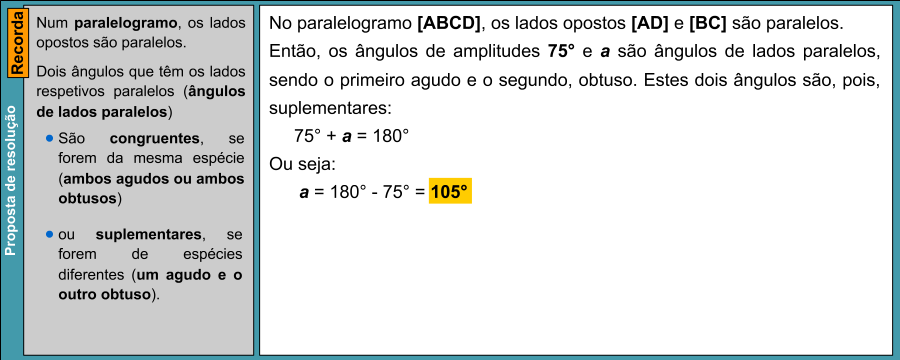 Recorda
Proposta de resolução
Num paralelogramo, os lados
opostos são paralelos.
Dois ângulos que têm os lados
respetivos paralelos (ângulos
de lados paralelos)
• São congruentes, se
forem da mesma espécie
(ambos agudos ou ambos
obtusos)
• ou suplementares, se
forem de espécies
diferentes (um agudo e o
outro obtuso).
No paralelogramo [ABCD], os lados opostos [AD] e [BC] são paralelos.
Então, os ângulos de amplitudes 75° e a são ângulos de lados paralelos,
sendo o primeiro agudo e o segundo, obtuso. Estes dois ângulos são, pois,
suplementares:
75° + a = 180°
Ou seja:
a = 180° - 75° = 105°